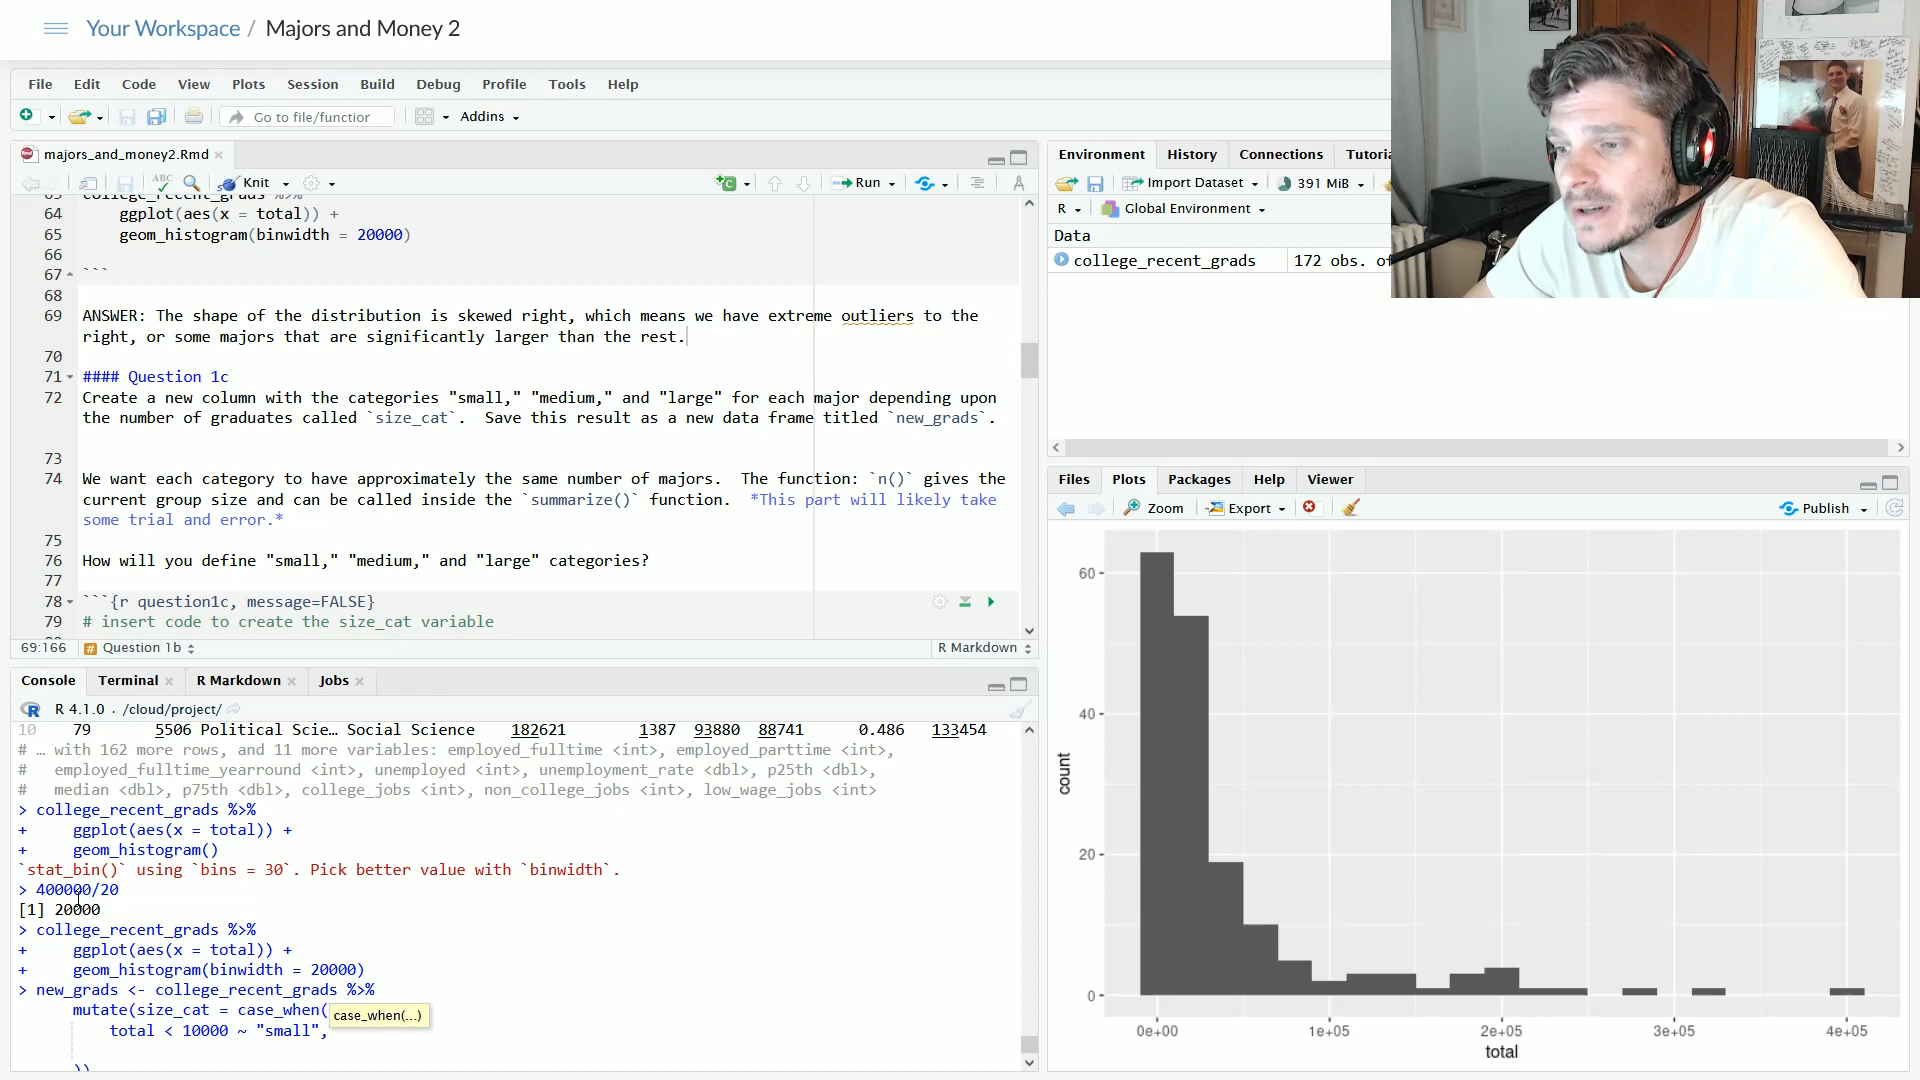 Your Workspace / Majors and Money 2
File Edit Code View Plots Session Build Debug Profile Tools Help
Go to file/function Addins
majors_and_money2.Rmd
Knit Run
64 ggplot(aes(x = total)) +
65 geom_histogram(binwidth = 20000)
66
67 ```
68
69 ANSWER: The shape of the distribution is skewed right, which means we have extreme outliers to the
right, or some majors that are significantly larger than the rest.
70
71 #### Question 1c
72 Create a new column with the categories "small," "medium," and "large" for each major depending upon
the number of graduates called `size_cat`.  Save this result as a new data frame titled `new_grads`.
73
74 We want each category to have approximately the same number of majors.  The function: `n()` gives the
current group size and can be called inside the `summarize()` function.  *This part will likely take
some trial and error.*
75
76 How will you define "small," "medium," and "large" categories?
77
78 ```{r question1c, message=FALSE}
79 # insert code to create the size_cat variable
69:166 # Question 1b R Markdown
Console Terminal R Markdown Jobs
R 4.1.0 . /cloud/project/
10 79 5506 Political Scie… Social Science 182621 1387 93880 88741 0.486 133454
# … with 162 more rows, and 11 more variables: employed_fulltime <int>, employed_parttime <int>,
# employed_fulltime_yearround <int>, unemployed <int>, unemployment_rate <dbl>, p25th <dbl>,
# median <dbl>, p75th <dbl>, college_jobs <int>, non_college_jobs <int>, low_wage_jobs <int>
> college_recent_grads %>%
+ ggplot(aes(x = total)) +
+ geom_histogram()
`stat_bin()` using `bins = 30`. Pick better value with `binwidth`.
> 400000/20
[1] 20000
> college_recent_grads %>%
+ ggplot(aes(x = total)) +
+ geom_histogram(binwidth = 20000)
> new_grads <- college_recent_grads %>%
mutate(size_cat = case_when(
case_when(...)
total < 10000 ~ "small",
))
Environment History Connections
Import Dataset 391 MiB
R Global Environment
Data
college_recent_grads 172 obs.
Files Plots Packages Help Viewer
Zoom Export Publish
60
40
20
0
count
0e+00 1e+05 2e+05 3e+05 4e+05
total